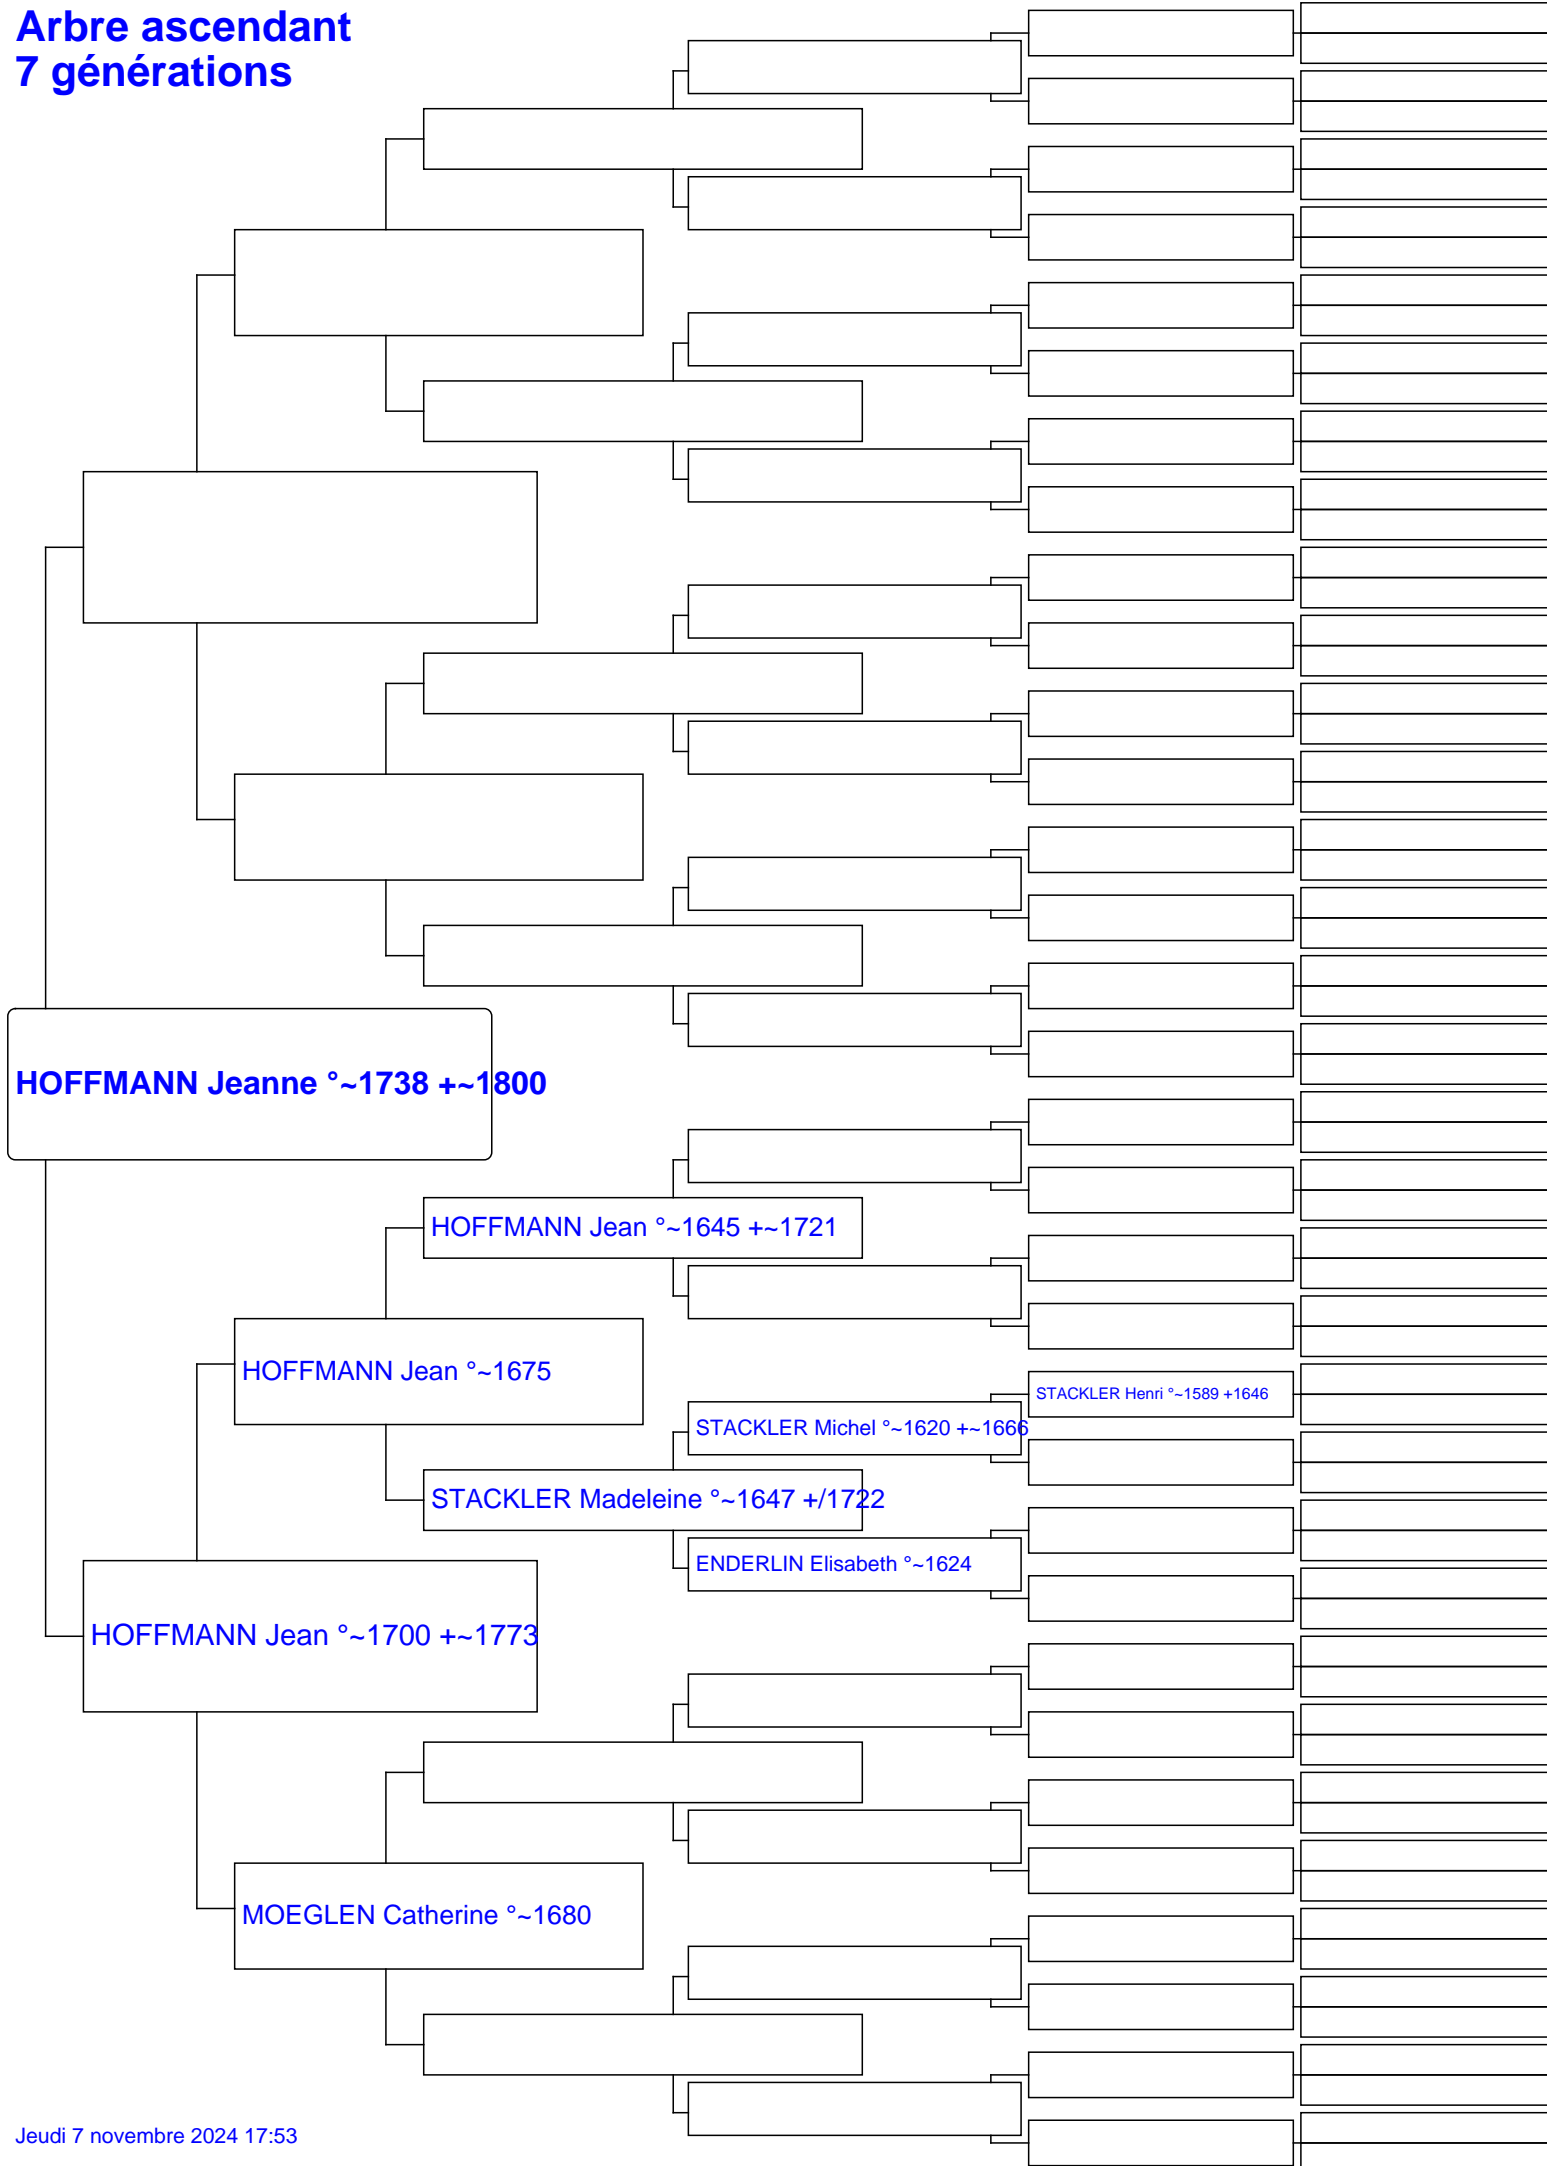 Arbre ascendant
7 générations
HOFFMANN Jeanne °~1738 +~1800
HOFFMANN Jean °~1645 +~1721
HOFFMANN Jean °~1675
STACKLER Henri °~1589 +1646
STACKLER Michel °~1620 +~1666
STACKLER Madeleine °~1647 +/1722
ENDERLIN Elisabeth °~1624
HOFFMANN Jean °~1700 +~1773
MOEGLEN Catherine °~1680
Jeudi 7 novembre 2024 17:53